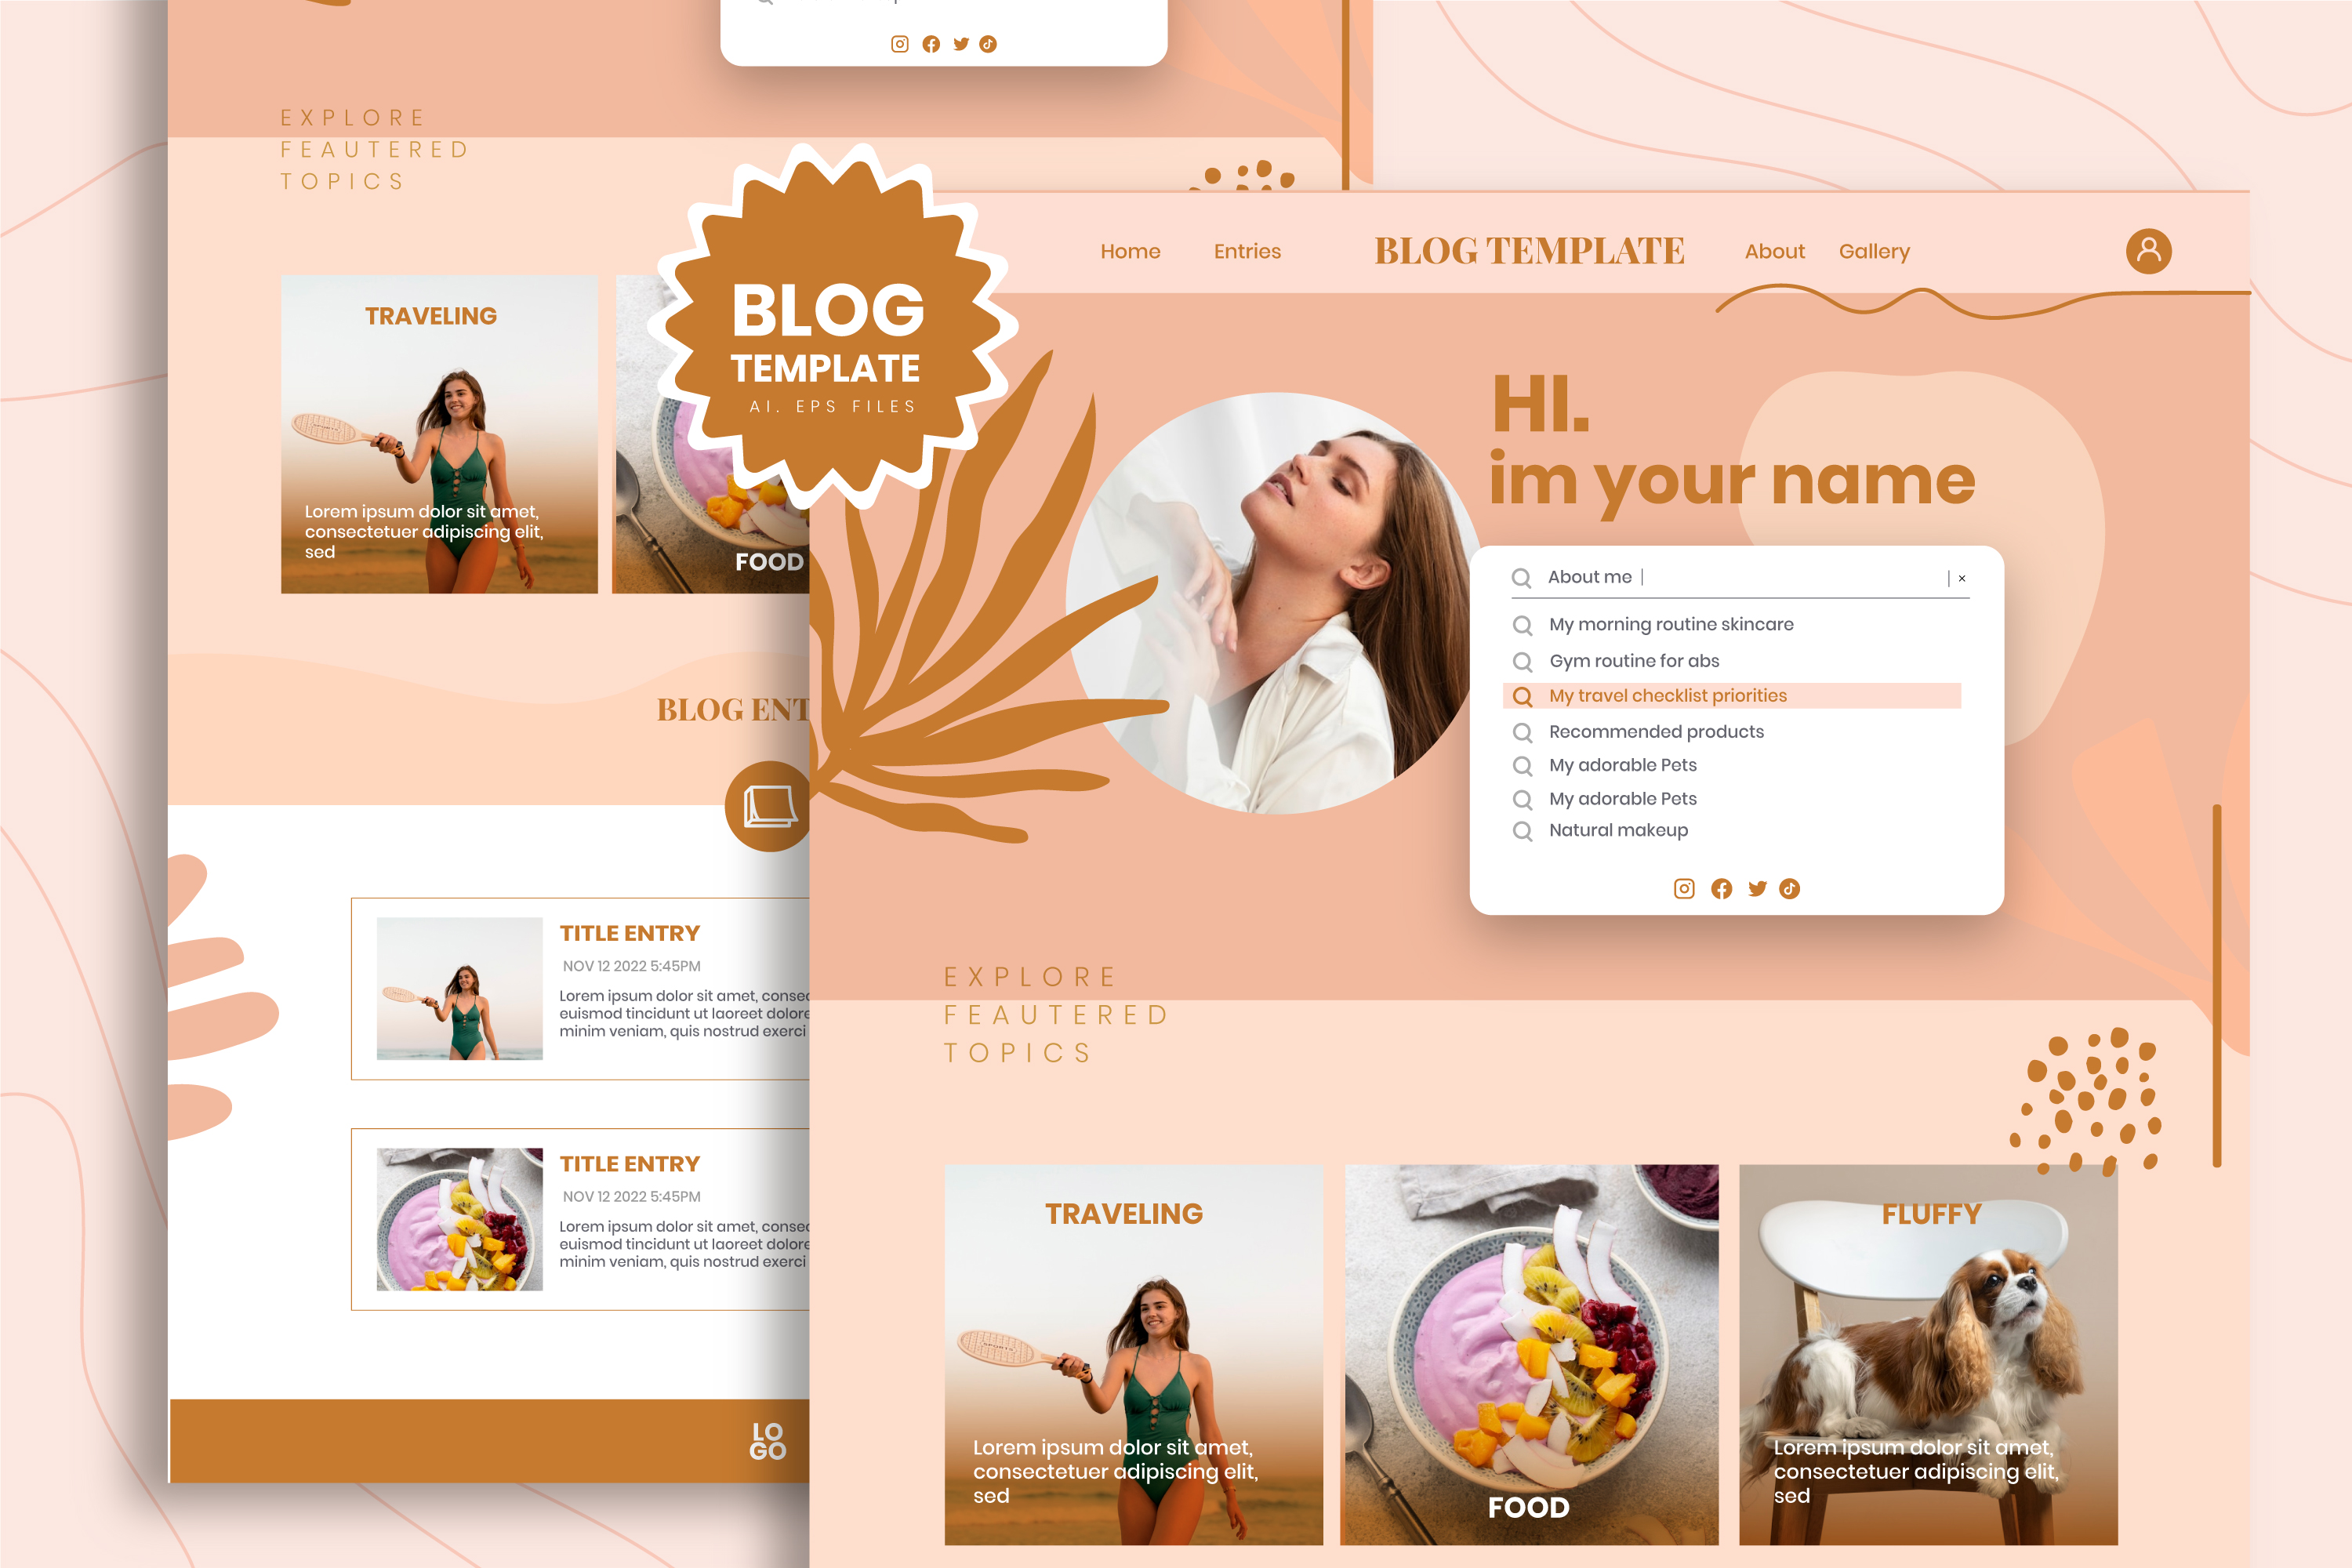 EXPLORE
FEAUTERED
TOPICS
TRAVELING
Lorem ipsum dolor sit amet,
consectetuer adipiscing elit,
sed
FOOD
BLOG
TEMPLATE
AI. EPS FILES
BLOG ENT
TITLE ENTRY
NOV 12 2022 5:45PM
Lorem ipsum dolor sit amet, consec
euismod tincidunt ut laoreet dolore
minim veniam, quis nostrud exerci
TITLE ENTRY
NOV 12 2022 5:45PM
Lorem ipsum dolor sit amet, consec
euismod tincidunt ut laoreet dolore
minim veniam, quis nostrud exerci
LO
GO
Home Entries BLOG TEMPLATE About Gallery
HI.
im your name
About me | | ×
My morning routine skincare
Gym routine for abs
My travel checklist priorities
Recommended products
My adorable Pets
My adorable Pets
Natural makeup
EXPLORE
FEAUTERED
TOPICS
TRAVELING
SPORTS
Lorem ipsum dolor sit amet,
consectetuer adipiscing elit,
sed
FOOD
FLUFFY
Lorem ipsum dolor sit amet,
consectetuer adipiscing elit,
sed